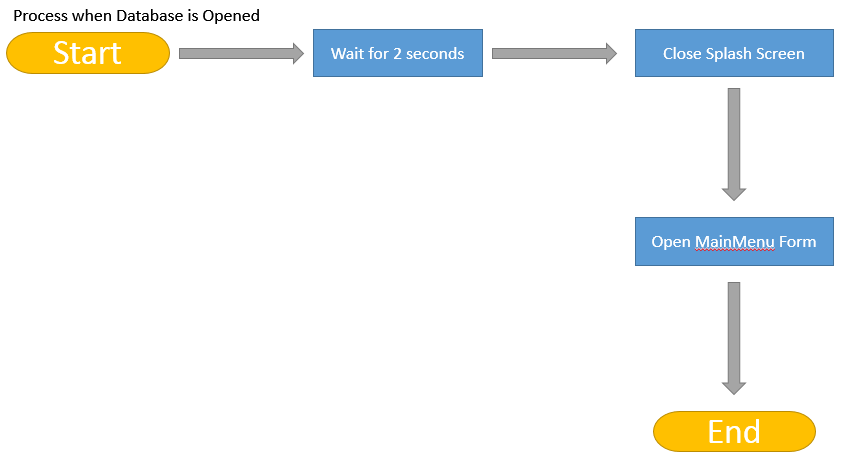 Process when Database is Opened
Start
Wait for 2 seconds
Close Splash Screen
Open MainMenu Form
End